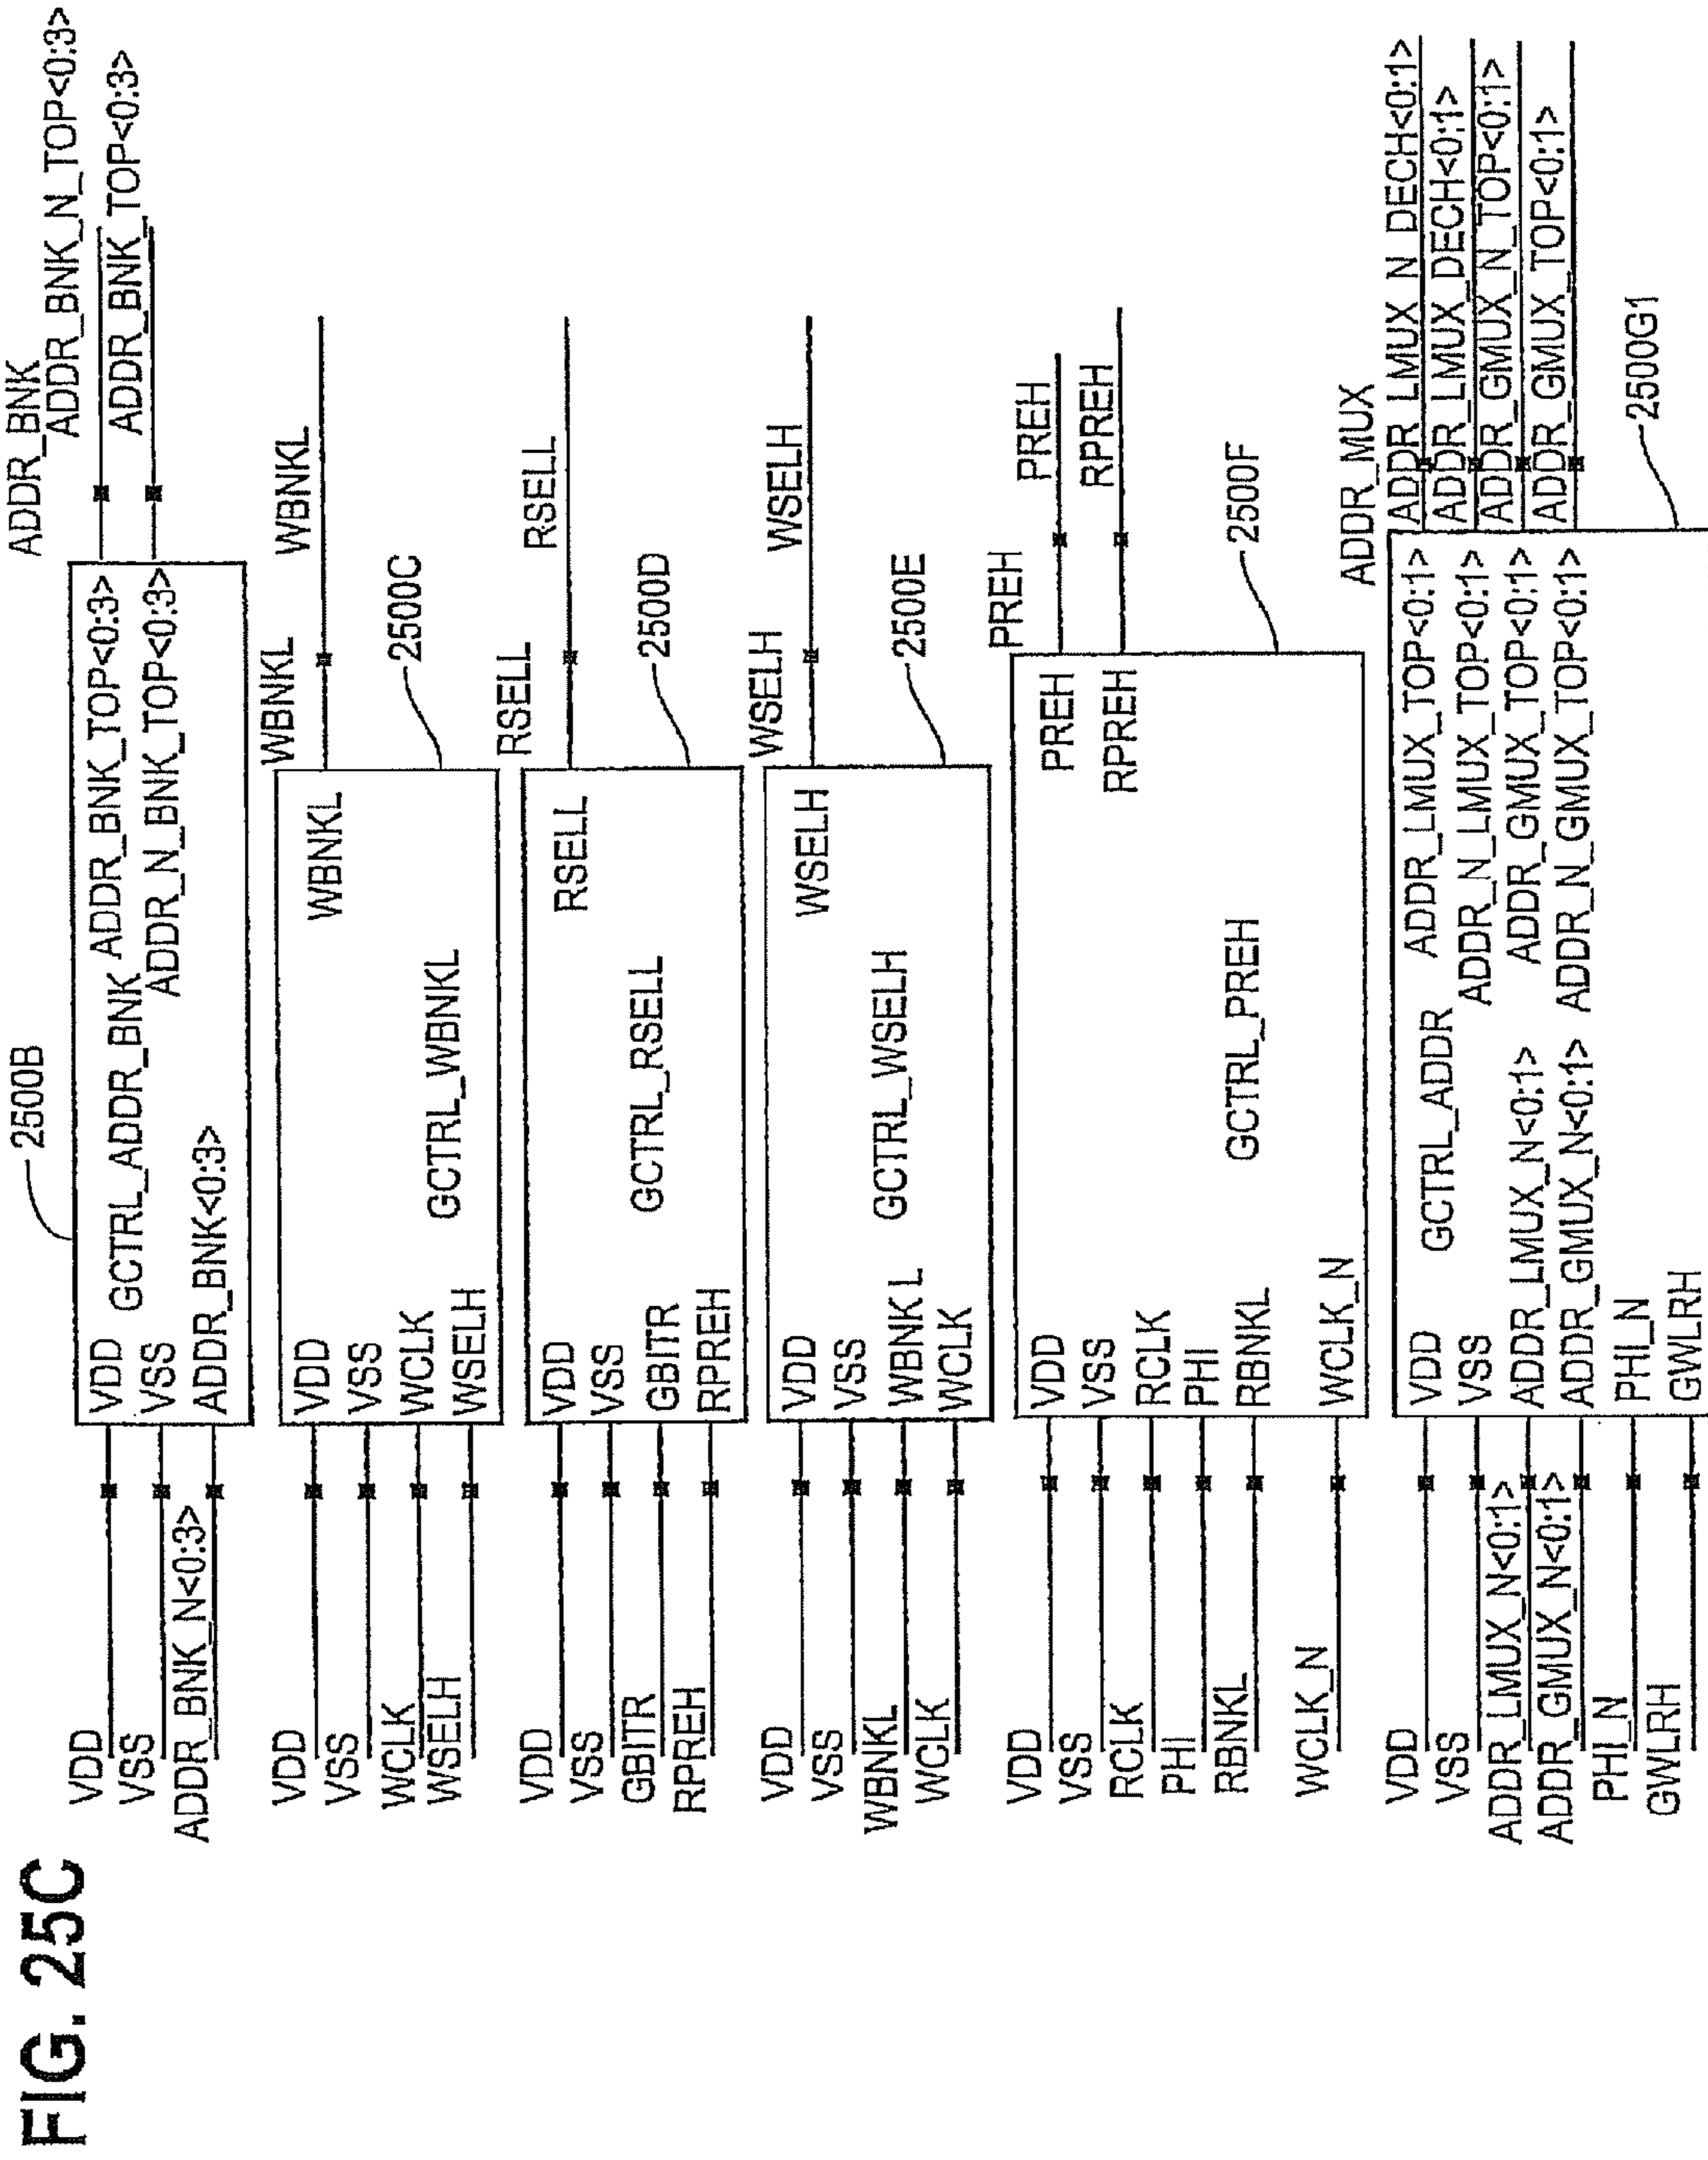 FIG. 25C
2500B
ADDR_BNK
VDD
VSS
ADDR_BNK_N<0:3>
VDD
VSS
ADDR_BNK<0:3>
GCTRL_ADDR_BNK
ADDR_BNK_TOP<0:3>
ADDR_N_BNK_TOP<0:3>
ADDR_BNK_N_TOP<0:3>
ADDR_BNK_TOP<0:3>
VDD
VSS
WCLK
WSELH
VDD
VSS
WCLK
WSELH
GCTRL_WBNKL
WBNKL
WBNKL
WBNKL
2500C
VDD
VSS
GBITR
RPREH
VDD
VSS
GBITR
RPREH
GCTRL_RSELL
RSELL
RSELL
RSELL
2500D
VDD
VSS
WBNKL
WCLK
VDD
VSS
WBNKL
WCLK
GCTRL_WSELH
WSELH
WSELH
WSELH
2500E
VDD
VSS
RCLK
PHI
RBNKL
WCLK_N
VDD
VSS
RCLK
PHI
RBNKL
WCLK_N
GCTRL_PREH
PREH
RPREH
PREH
PREH
RPREH
2500F
VDD
VSS
ADDR_LMUX_N<0:1>
ADDR_GMUX_N<0:1>
PHI_N
GWLRH
VDD
VSS
ADDR_LMUX_N<0:1>
ADDR_GMUX_N<0:1>
PHI_N
GWLRH
GCTRL_ADDR
ADDR_LMUX_TOP<0:1>
ADDR_N_LMUX_TOP<0:1>
ADDR_GMUX_TOP<0:1>
ADDR_N_GMUX_TOP<0:1>
ADDR_MUX
ADDR_LMUX_N_DECH<0:1>
ADDR_LMUX_DECH<0:1>
ADDR_GMUX_N_TOP<0:1>
ADDR_GMUX_TOP<0:1>
2500G1